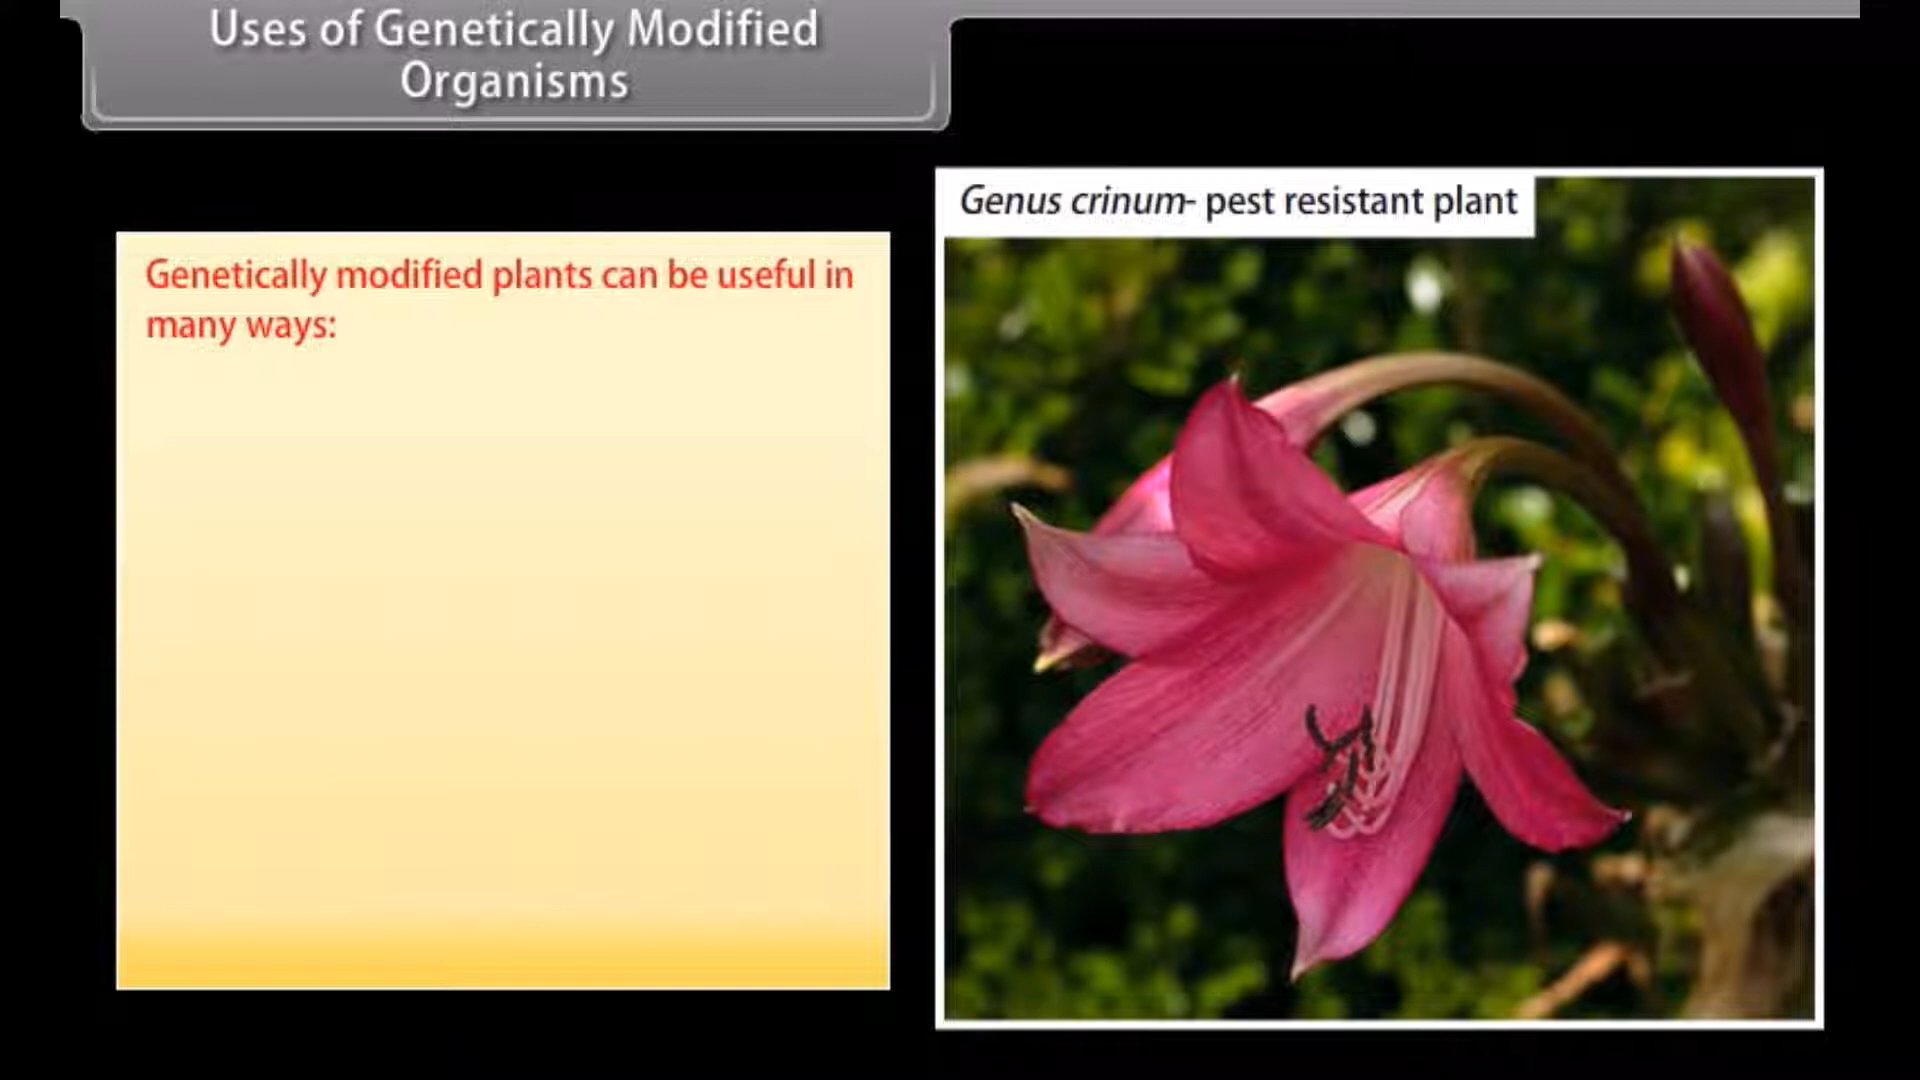 Uses of Genetically Modified
Organisms
Genus crinum- pest resistant plant
Genetically modified plants can be useful in
many ways: